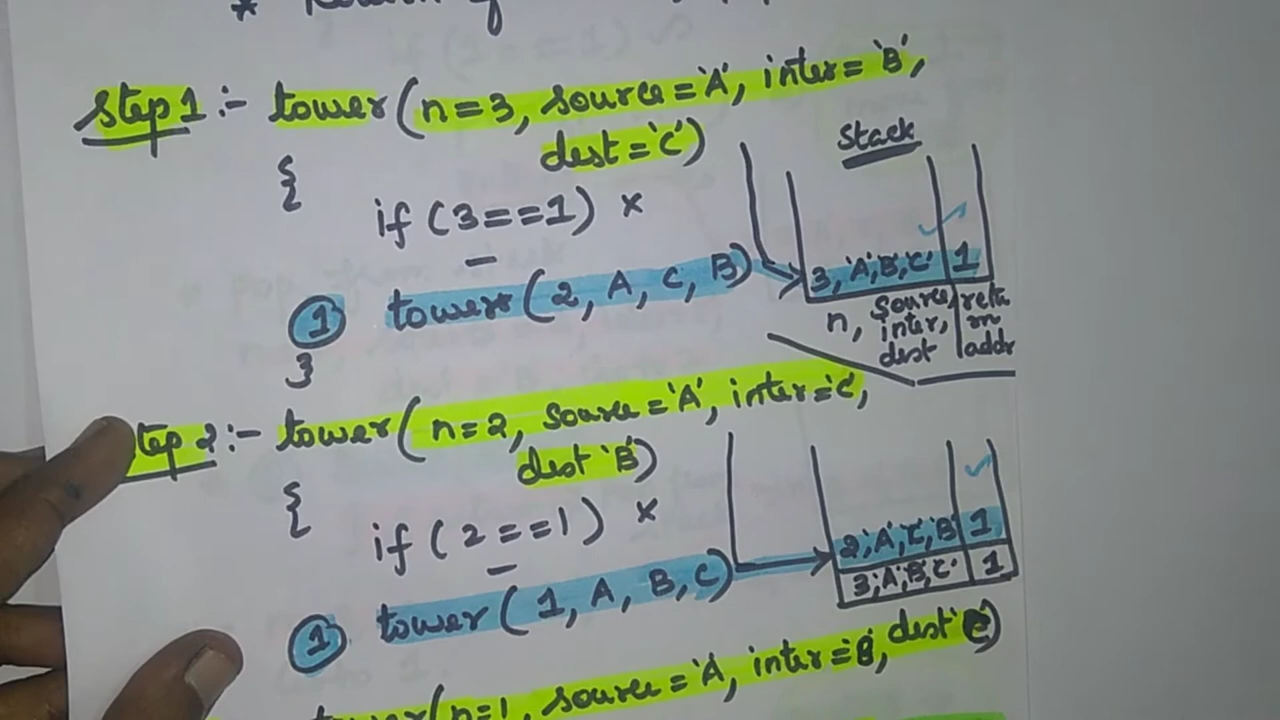 *
Step 1 :- tower(n=3, source='A', inter='B',
dest='C')
{
if (3==1) ×
① tower(2, A, C, B)
}
Stack
3,'A','B','C' 1
n, source, inter, dest
return addr
Step 2 :- tower(n=2, source='A', inter='C',
dest 'B')
{
if (2==1) ×
① tower(1, A, B, C)
2,'A','C','B' 1
3,'A','B','C' 1
tower(n=1, source='A', inter='B', dest'C')